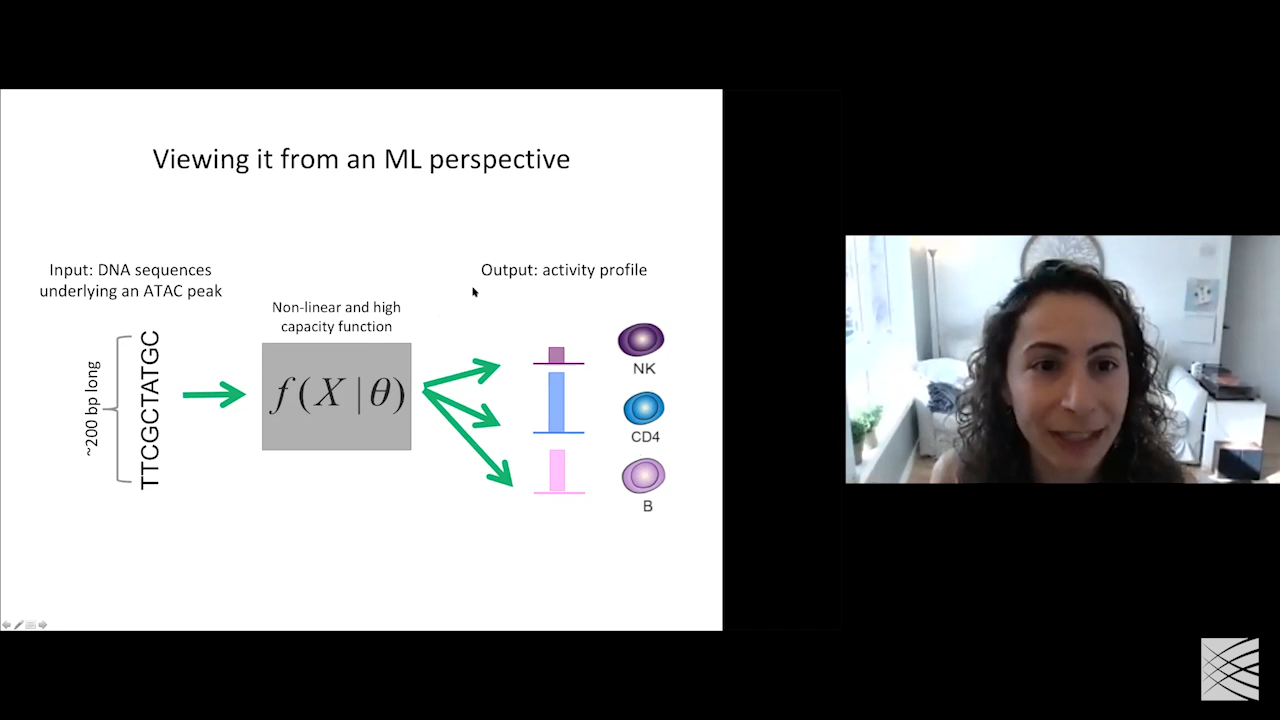 Viewing it from an ML perspective
Input: DNA sequences
underlying an ATAC peak
~200 bp long
TTCGCTATGC
Non-linear and high
capacity function
f(X|θ)
Output: activity profile
NK
CD4
B